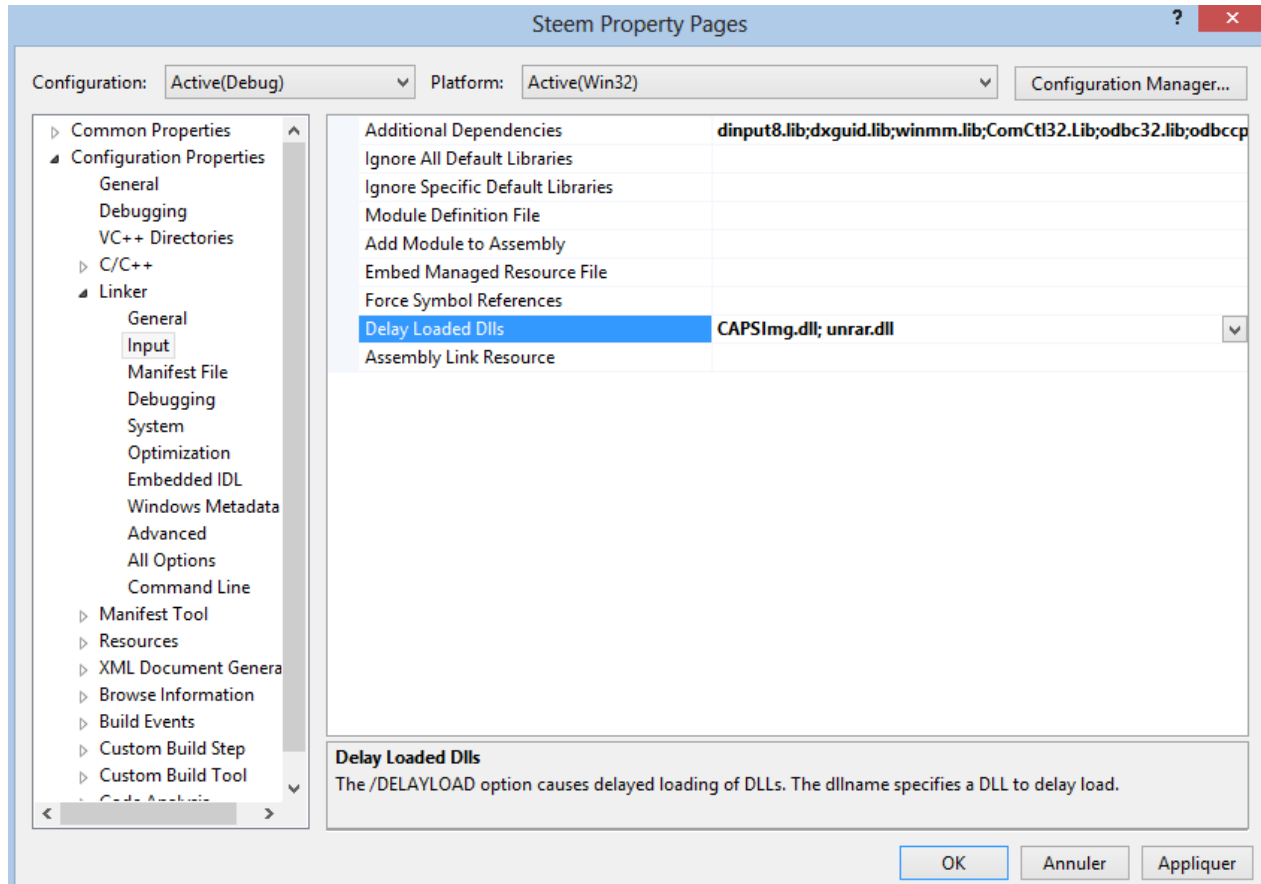 Steem Property Pages
?
Configuration: Active(Debug) Platform: Active(Win32) Configuration Manager...
Common Properties
Configuration Properties
General
Debugging
VC++ Directories
C/C++
Linker
General
Input
Manifest File
Debugging
System
Optimization
Embedded IDL
Windows Metadata
Advanced
All Options
Command Line
Manifest Tool
Resources
XML Document Genera
Browse Information
Build Events
Custom Build Step
Custom Build Tool
Code Analysis
Additional Dependencies dinput8.lib;dxguid.lib;winmm.lib;ComCtl32.Lib;odbc32.lib;odbccp
Ignore All Default Libraries
Ignore Specific Default Libraries
Module Definition File
Add Module to Assembly
Embed Managed Resource File
Force Symbol References
Delay Loaded Dlls CAPSImg.dll; unrar.dll
Assembly Link Resource
Delay Loaded Dlls
The /DELAYLOAD option causes delayed loading of DLLs. The dllname specifies a DLL to delay load.
OK Annuler Appliquer